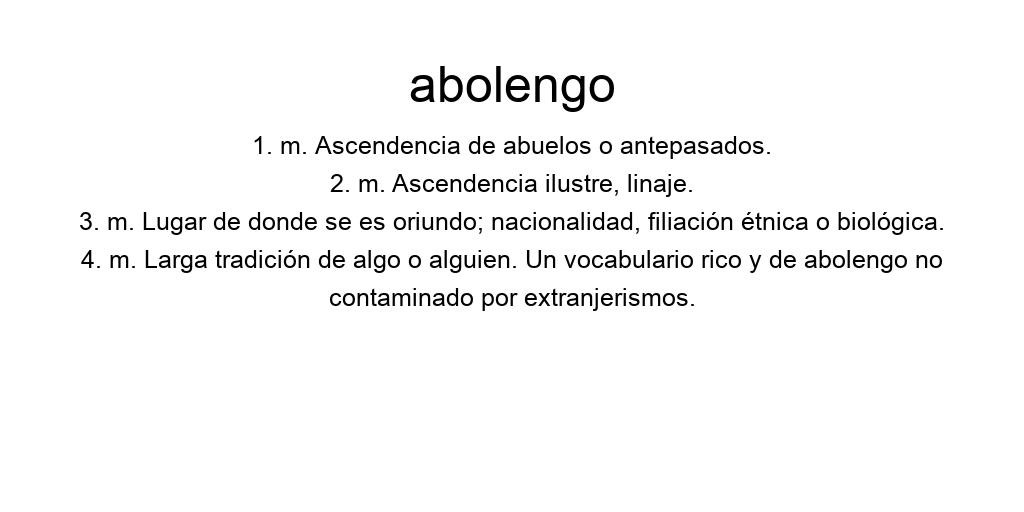 abolengo
1. m. Ascendencia de abuelos o antepasados.
2. m. Ascendencia ilustre, linaje.
3. m. Lugar de donde se es oriundo; nacionalidad, filiación étnica o biológica.
4. m. Larga tradición de algo o alguien. Un vocabulario rico y de abolengo no
contaminado por extranjerismos.